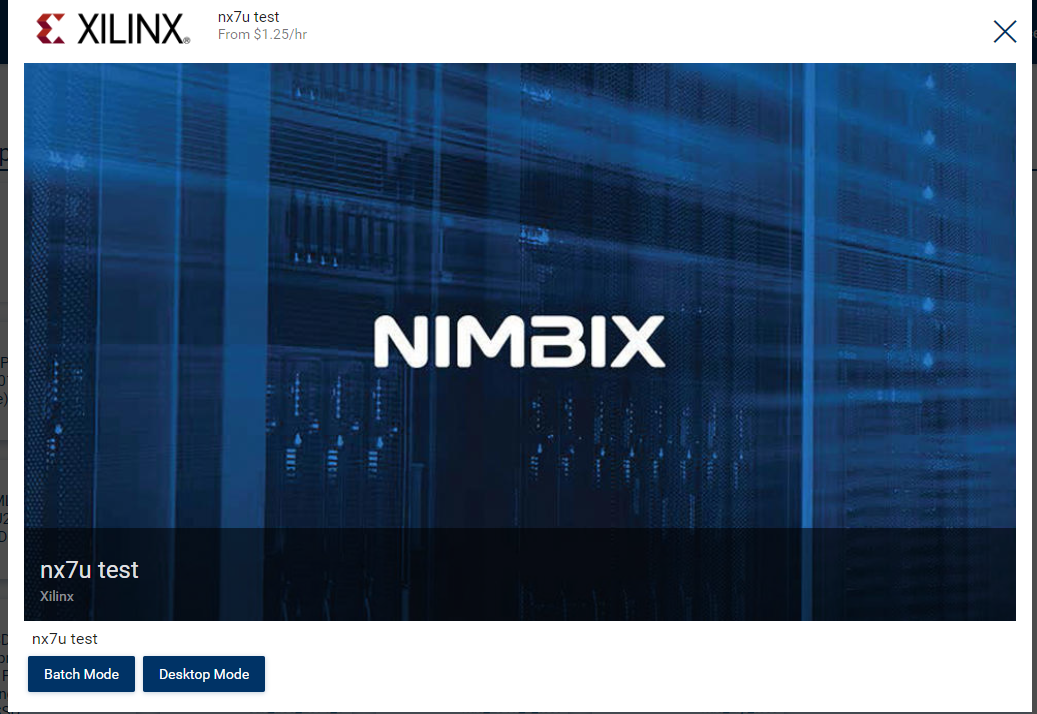 XILINX®
nx7u test
From $1.25/hr
NIMBIX
nx7u test
Xilinx
nx7u test
Batch Mode
Desktop Mode